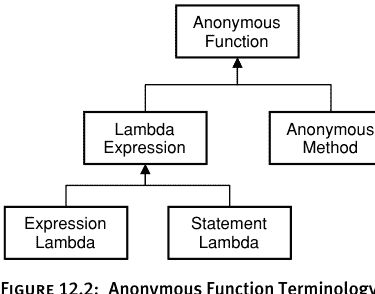 Anonymous
Function
Lambda
Expression
Anonymous
Method
Expression
Lambda
Statement
Lambda
FIGURE 12.2: Anonymous Function Terminology